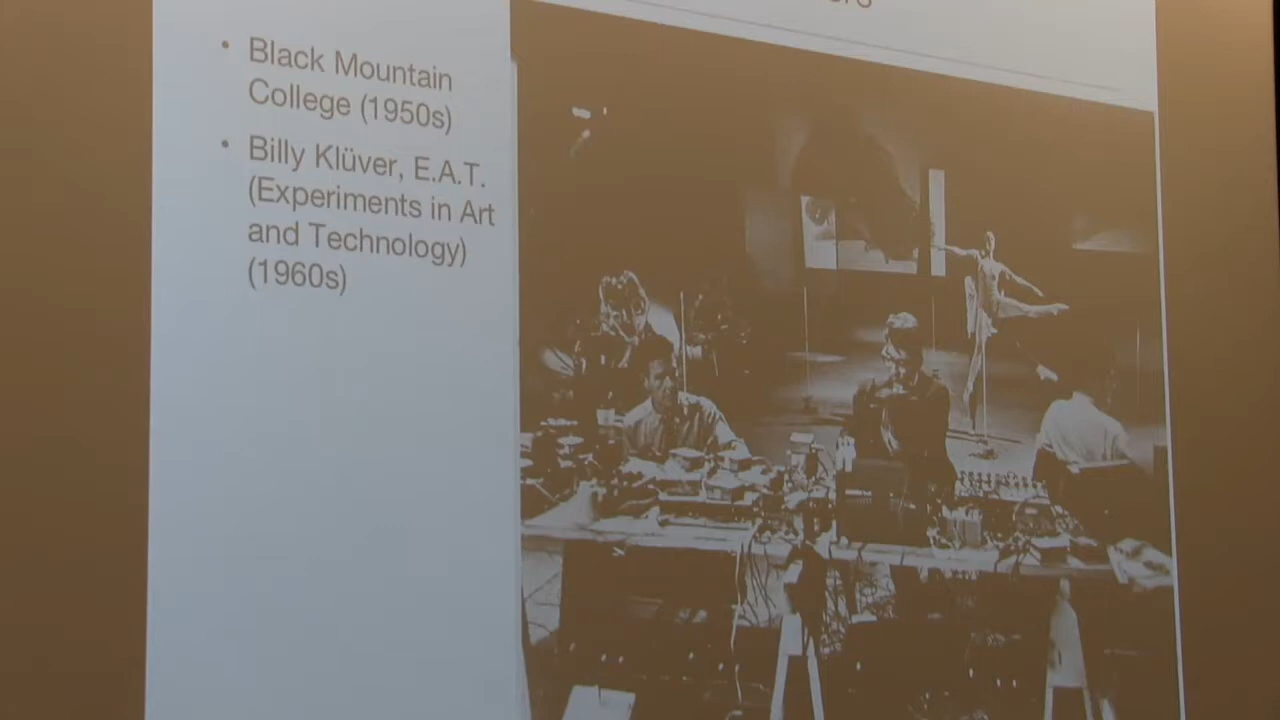 • Black Mountain
College (1950s)
• Billy Klüver, E.A.T.
(Experiments in Art
and Technology)
(1960s)